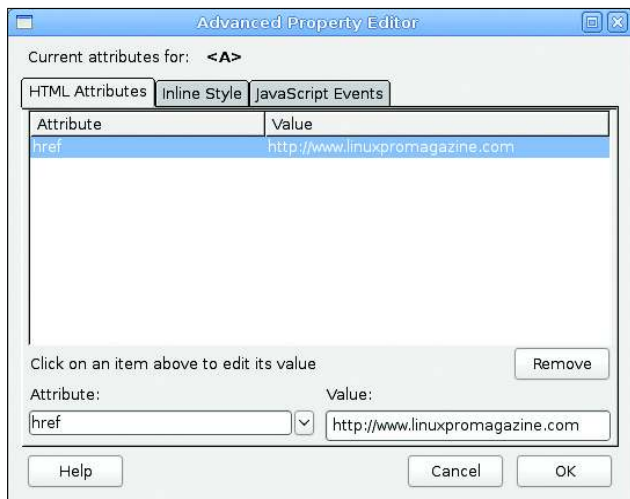 Advanced Property Editor
Current attributes for: <A>
HTML Attributes Inline Style JavaScript Events
Attribute Value
href http://www.linuxpromagazine.com
Click on an item above to edit its value Remove
Attribute: Value:
href http://www.linuxpromagazine.com
Help Cancel OK